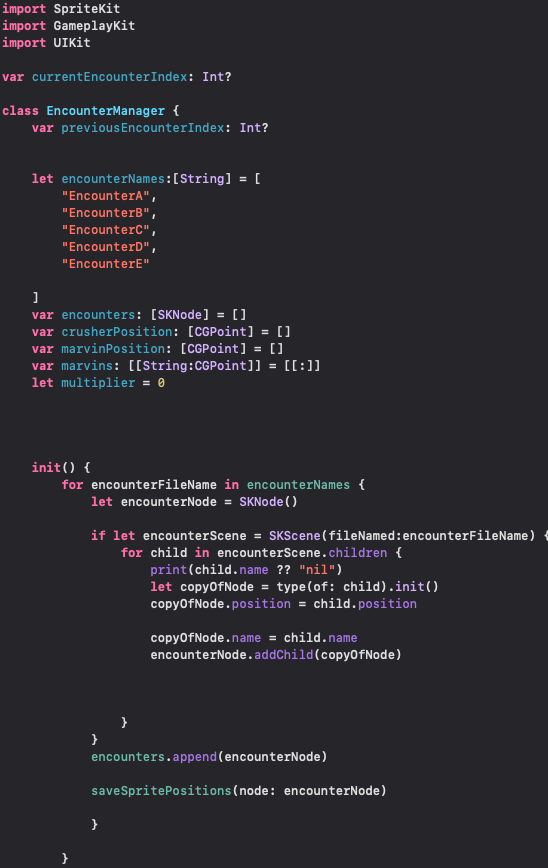 import SpriteKit
import GameplayKit
import UIKit
var currentEncounterIndex: Int?
class EncounterManager {
var previousEncounterIndex: Int?
let encounterNames:[String] = [
"EncounterA",
"EncounterB",
"EncounterC",
"EncounterD",
"EncounterE"
]
var encounters: [SKNode] = []
var crusherPosition: [CGPoint] = []
var marvinPosition: [CGPoint] = []
var marvins: [[String:CGPoint]] = [[:]]
let multiplier = 0
init() {
for encounterFileName in encounterNames {
let encounterNode = SKNode()
if let encounterScene = SKScene(fileNamed:encounterFileName) {
for child in encounterScene.children {
print(child.name ?? "nil")
let copyOfNode = type(of: child).init()
copyOfNode.position = child.position
copyOfNode.name = child.name
encounterNode.addChild(copyOfNode)
}
}
encounters.append(encounterNode)
saveSpritePositions(node: encounterNode)
}
}